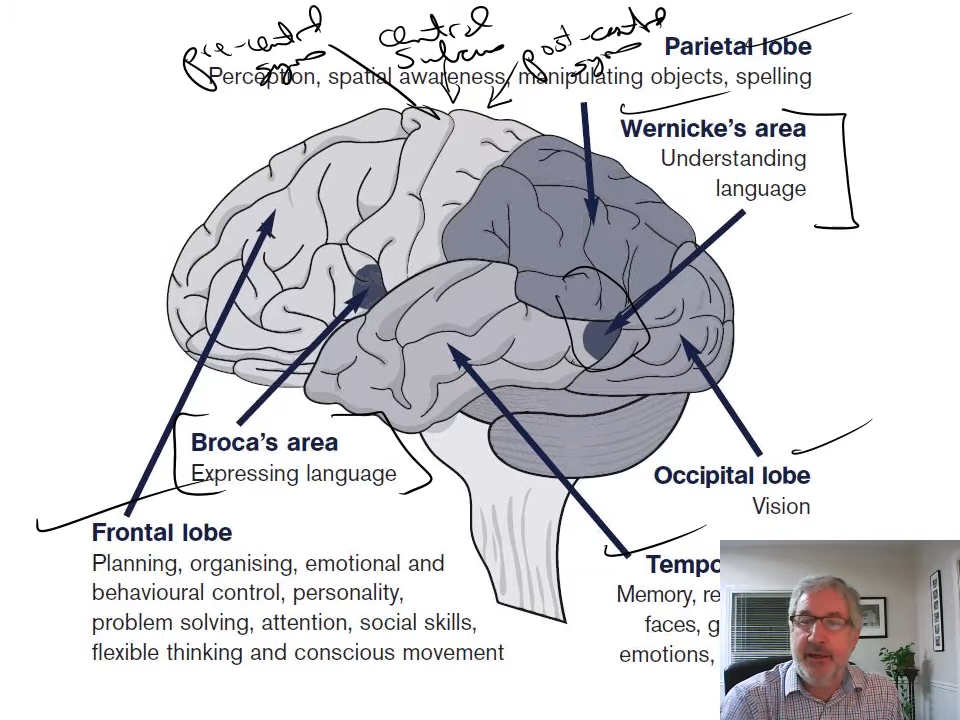 Pre-central
gyrus
central
sulcus
Post-central
gyrus
Parietal lobe
Perception, spatial awareness, manipulating objects, spelling
Wernicke's area
Understanding
language
Broca's area
Expressing language
Occipital lobe
Vision
Frontal lobe
Planning, organising, emotional and
behavioural control, personality,
problem solving, attention, social skills,
flexible thinking and conscious movement
Tempo
Memory, re
faces, g
emotions,